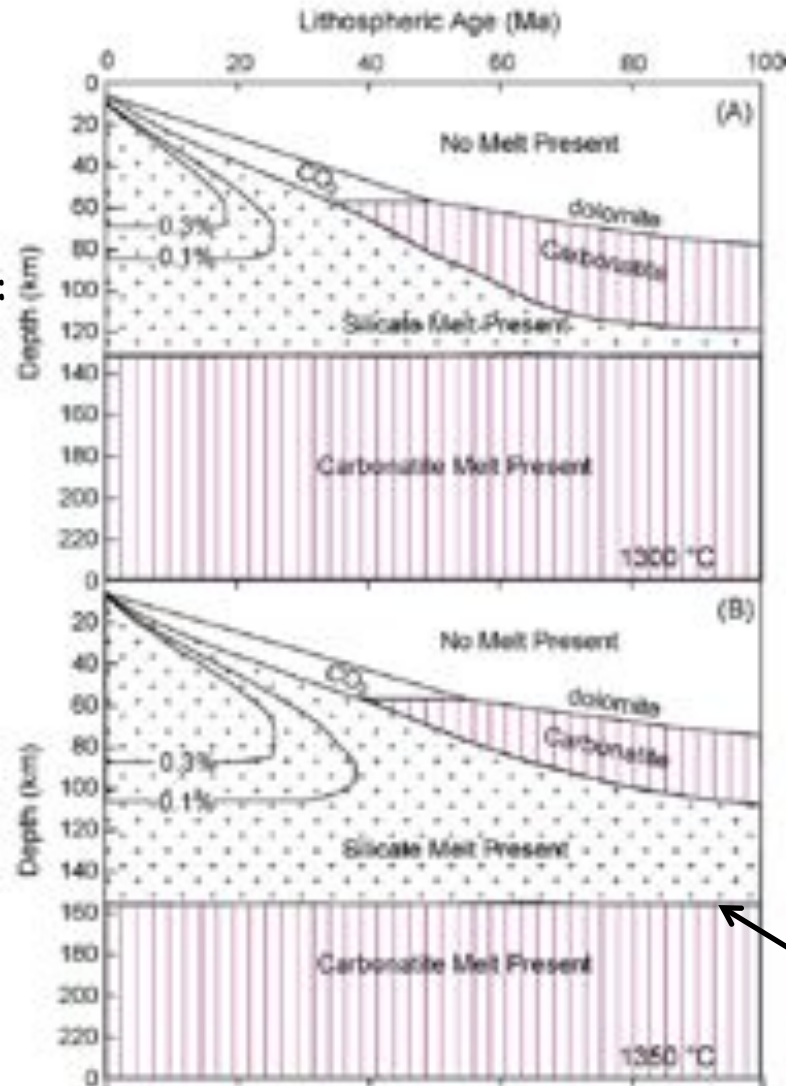 Lithospheric Age (Ma)
0 20 40 60 80 100
(A)
0
20
40
60
80
100
120
140
160
180
200
220
Depth (km)
No Melt Present
CO2
dolomite
Carbonatite
0.3%
0.1%
Silicate Melt Present
Carbonatite Melt Present
1300 °C
(B)
0
20
40
60
80
100
120
140
160
180
200
220
0
Depth (km)
No Melt Present
CO2
dolomite
Carbonatite
0.3%
0.1%
Silicate Melt Present
Carbonatite Melt Present
1350 °C